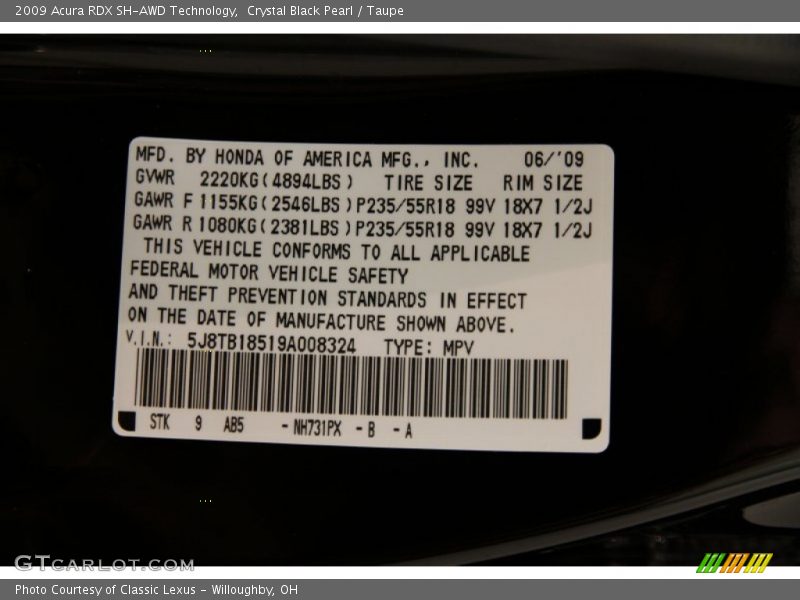 2009 Acura RDX SH-AWD Technology,  Crystal Black Pearl / Taupe
MFD. BY HONDA OF AMERICA MFG., INC. 06/'09
GVWR 2220KG(4894LBS) TIRE SIZE RIM SIZE
GAWR F 1155KG(2546LBS)P235/55R18 99V 18X7 1/2J
GAWR R 1080KG(2381LBS)P235/55R18 99V 18X7 1/2J
THIS VEHICLE CONFORMS TO ALL APPLICABLE
FEDERAL MOTOR VEHICLE SAFETY
AND THEFT PREVENTION STANDARDS IN EFFECT
ON THE DATE OF MANUFACTURE SHOWN ABOVE.
V.I.N.: 5J8TB18519A008324 TYPE: MPV
STK 9 AB5 -NH731PX -B -A
GTCARLOT.COM
Photo Courtesy of Classic Lexus - Willoughby, OH